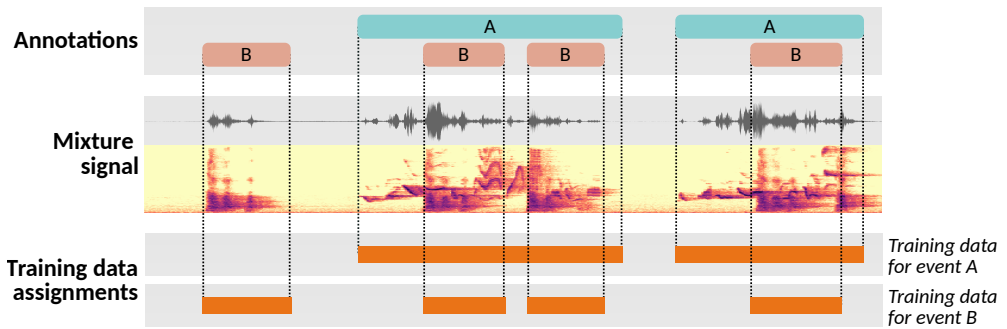 Annotations
A
A
B
B
B
B
Mixture
signal
Training data
assignments
Training data
for event A
Training data
for event B